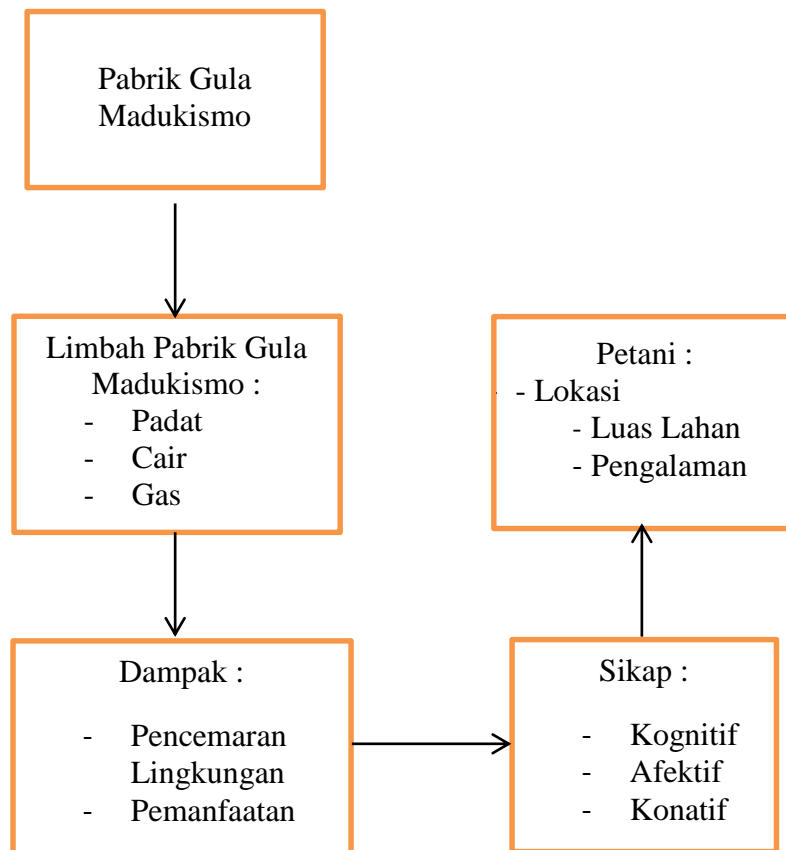 Pabrik Gula
Madukismo
Limbah Pabrik Gula
Madukismo :
- Padat
- Cair
- Gas
Dampak :
- Pencemaran
Lingkungan
- Pemanfaatan
Sikap :
- Kognitif
- Afektif
- Konatif
Petani :
- - Lokasi
- Luas Lahan
- Pengalaman